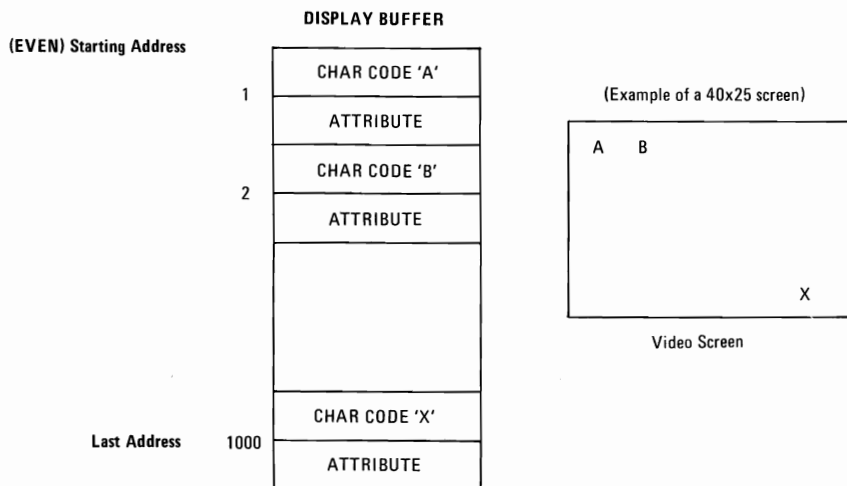 DISPLAY BUFFER
(EVEN) Starting Address
CHAR CODE 'A'
1
ATTRIBUTE
CHAR CODE 'B'
2
ATTRIBUTE
CHAR CODE 'X'
Last Address 1000
ATTRIBUTE
(Example of a 40x25 screen)
A B
X
Video Screen